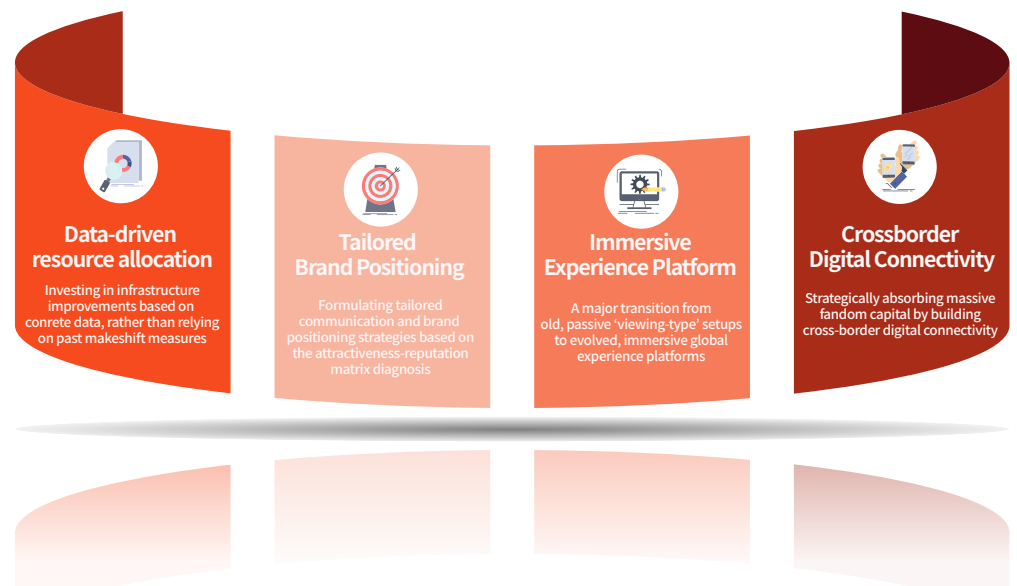 Data-driven
resource allocation
Investing in infrastructure
improvements based on
conrete data, rather than relying
on past makeshift measures
Tailored
Brand Positioning
Formulating tailored
communication and brand
positioning strategies based on
the attractiveness-reputation
matrix diagnosis
Immersive
Experience Platform
A major transition from
old, passive ‘viewing-type’ setups
to evolved, immersive global
experience platforms
Crossborder
Digital Connectivity
Strategically absorbing massive
fandom capital by building
cross-border digital connectivity